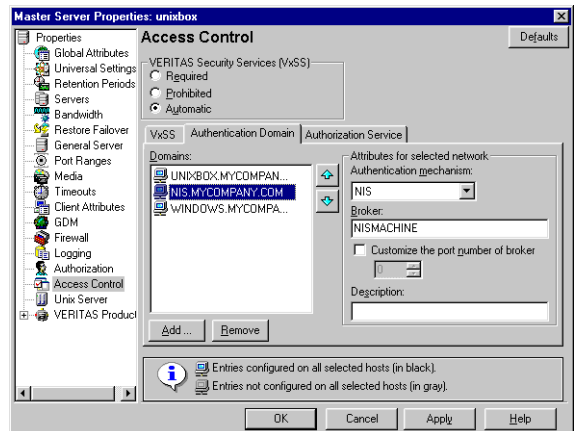 Master Server Properties: unixbox
Properties
Global Attributes
Universal Settings
Retention Periods
Servers
Bandwidth
Restore Failover
General Server
Port Ranges
Media
Timeouts
Client Attributes
GDM
Firewall
Logging
Authorization
Access Control
Unix Server
VERITAS Product
Access Control
Defaults
VERITAS Security Services (VxSS)
Required
Prohibited
Automatic
VxSS Authentication Domain Authorization Service
Domains:
UNIXBOX.MYCOMPAN...
NIS.MYCOMPANY.COM
WINDOWS.MYCOMPA...
Add ... Remove
Attributes for selected network
Authentication mechanism:
NIS
Broker:
NISMACHINE
Customize the port number of broker
0
Description:
Entries configured on all selected hosts (in black).
Entries not configured on all selected hosts (in gray).
OK Cancel Apply Help